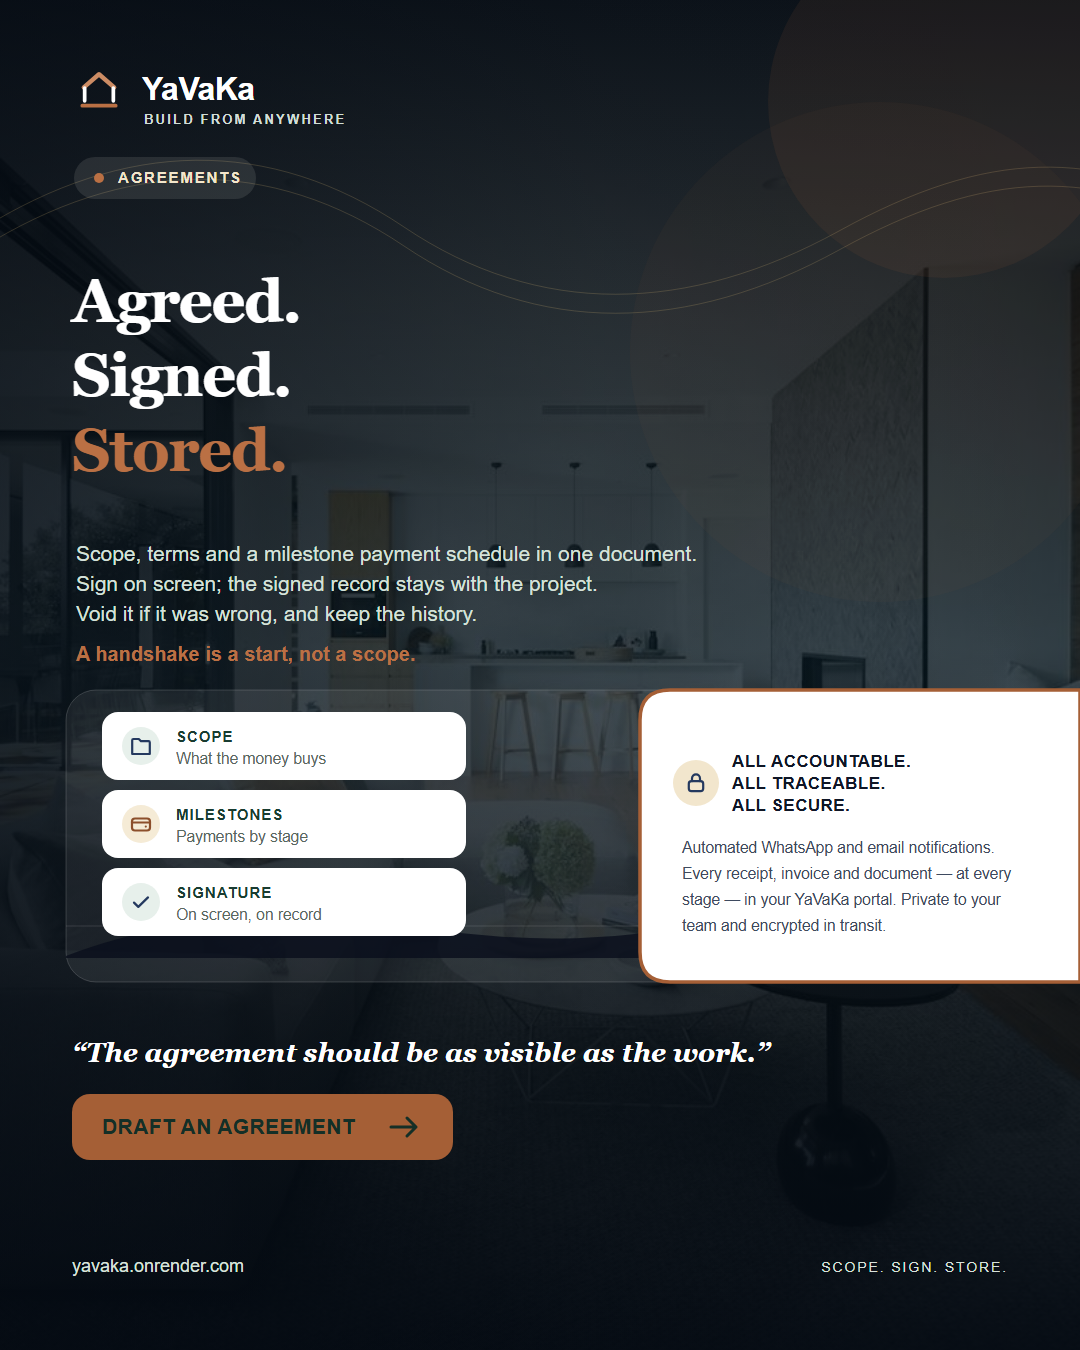 YaVaKa
BUILD FROM ANYWHERE
AGREEMENTS
Agreed.
Signed.
Stored.
Scope, terms and a milestone payment schedule in one document.
Sign on screen; the signed record stays with the project.
Void it if it was wrong, and keep the history.
A handshake is a start, not a scope.
SCOPE
What the money buys
MILESTONES
Payments by stage
SIGNATURE
On screen, on record
ALL ACCOUNTABLE.
ALL TRACEABLE.
ALL SECURE.
Automated WhatsApp and email notifications.
Every receipt, invoice and document — at every
stage — in your YaVaKa portal. Private to your
team and encrypted in transit.
“The agreement should be as visible as the work.”
DRAFT AN AGREEMENT
yavaka.onrender.com
SCOPE. SIGN. STORE.